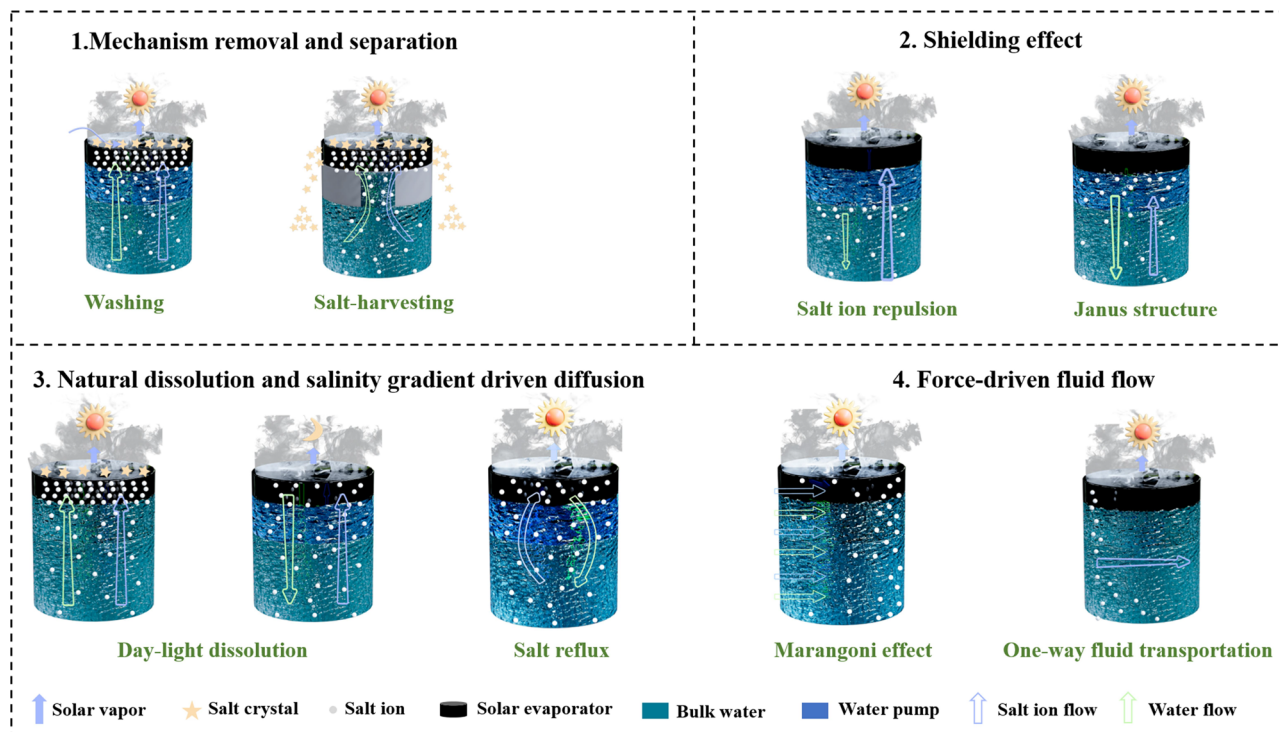 1.Mechanism removal and separation
2. Shielding effect
Washing
Salt-harvesting
Salt ion repulsion
Janus structure
3. Natural dissolution and salinity gradient driven diffusion
4. Force-driven fluid flow
Day-light dissolution
Salt reflux
Marangoni effect
One-way fluid transportation
Solar vapor
Salt crystal
Salt ion
Solar evaporator
Bulk water
Water pump
Salt ion flow
Water flow